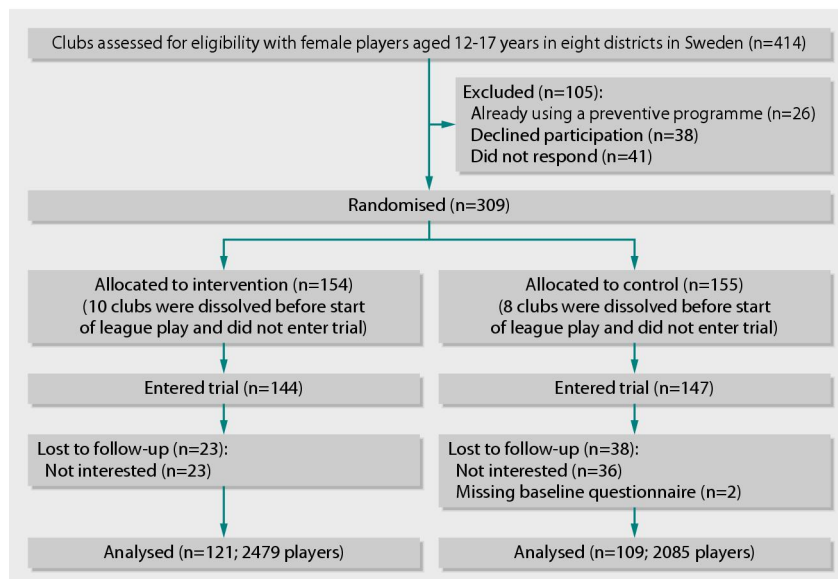 Clubs assessed for eligibility with female players aged 12-17 years in eight districts in Sweden (n=414)
Excluded (n=105):
Already using a preventive programme (n=26)
Declined participation (n=38)
Did not respond (n=41)
Randomised (n=309)
Allocated to intervention (n=154)
(10 clubs were dissolved before start
of league play and did not enter trial)
Allocated to control (n=155)
(8 clubs were dissolved before start
of league play and did not enter trial)
Entered trial (n=144)
Entered trial (n=147)
Lost to follow-up (n=23):
Not interested (n=23)
Lost to follow-up (n=38):
Not interested (n=36)
Missing baseline questionnaire (n=2)
Analysed (n=121; 2479 players)
Analysed (n=109; 2085 players)